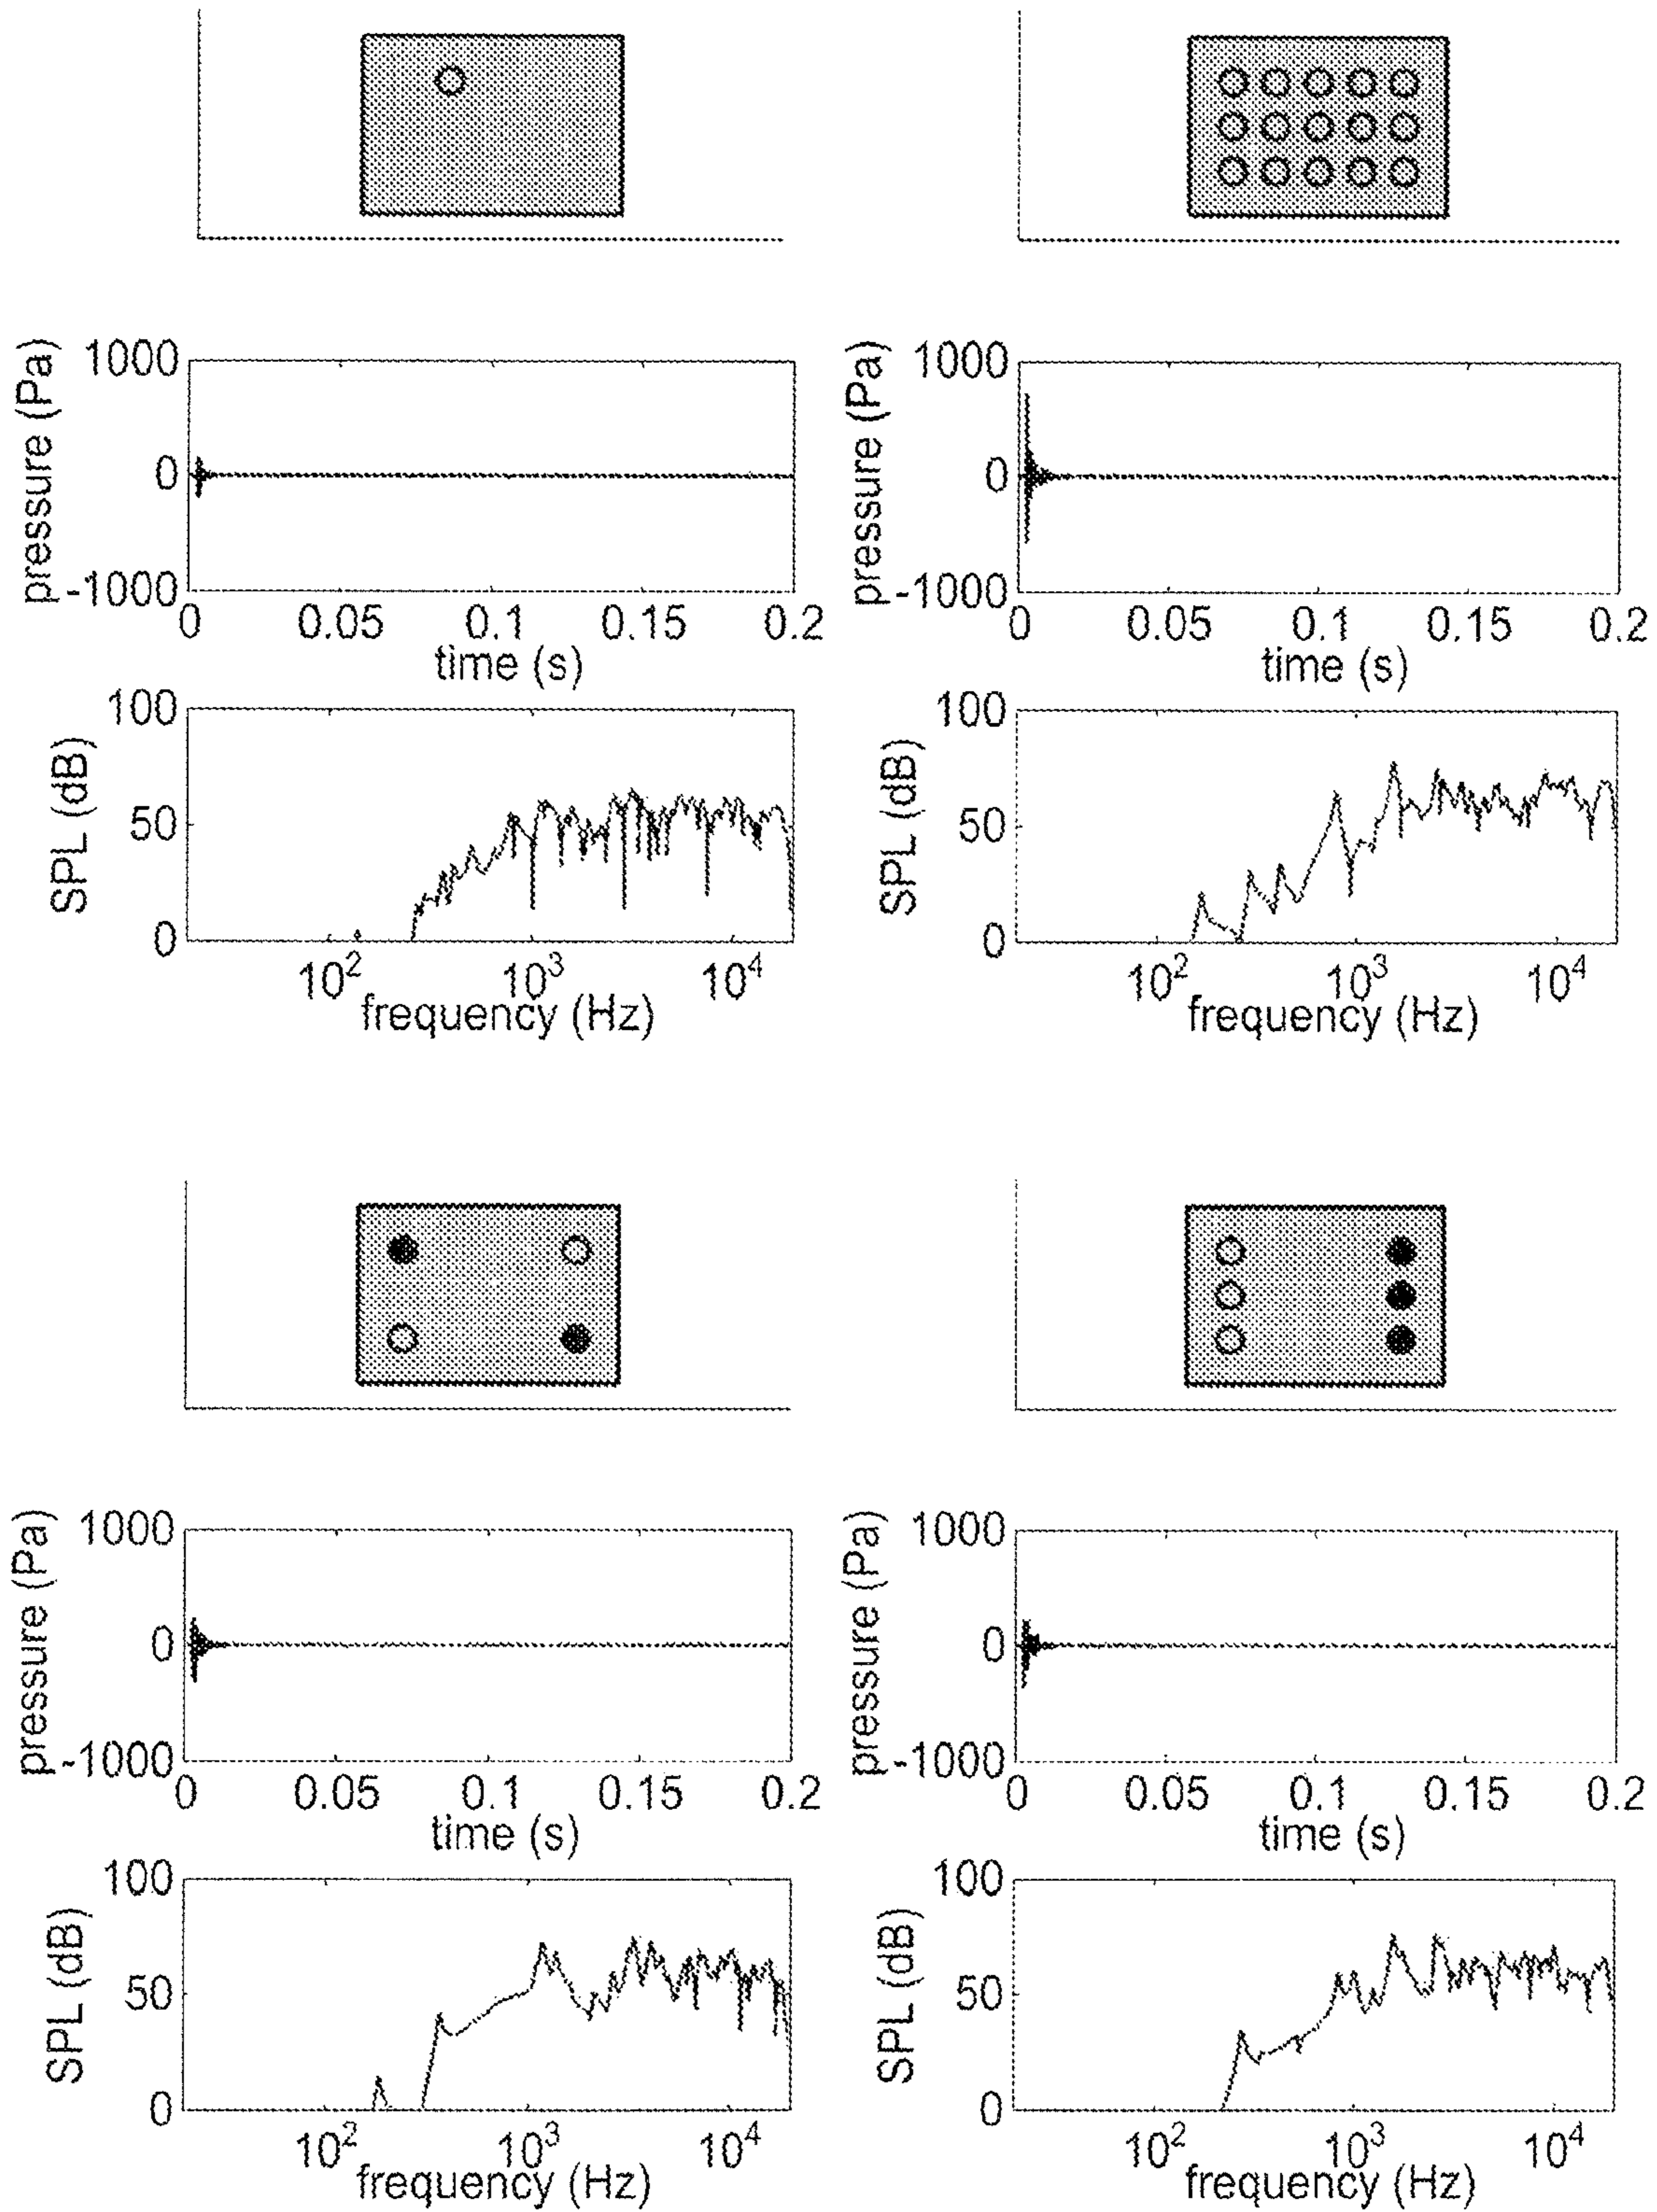 pressure (Pa)
1000
0
-1000
0 0.05 0.1 0.15 0.2
time (s)
pressure (Pa)
1000
0
-1000
0 0.05 0.1 0.15 0.2
time (s)
SPL (dB)
100
50
0
10² 10³ 10⁴
frequency (Hz)
SPL (dB)
100
50
0
10² 10³ 10⁴
frequency (Hz)
pressure (Pa)
1000
0
-1000
0 0.05 0.1 0.15 0.2
time (s)
pressure (Pa)
1000
0
-1000
0 0.05 0.1 0.15 0.2
time (s)
SPL (dB)
100
50
0
10² 10³ 10⁴
frequency (Hz)
SPL (dB)
100
50
0
10² 10³ 10⁴
frequency (Hz)